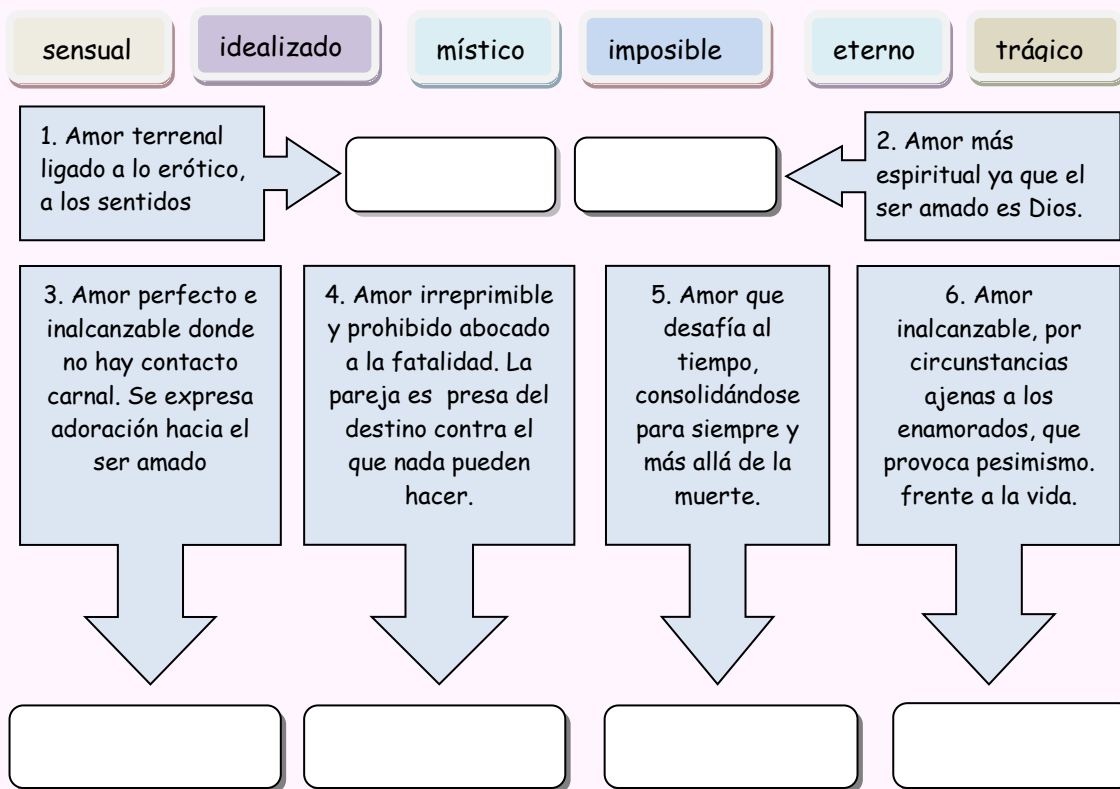 sensual
idealizado
místico
imposible
eterno
trágico
1. Amor terrenal
ligado a lo erótico,
a los sentidos
2. Amor más
espiritual ya que el
ser amado es Dios.
3. Amor perfecto e
inalcanzable donde
no hay contacto
carnal. Se expresa
adoración hacia el
ser amado
4. Amor irreprimible
y prohibido abocado
a la fatalidad. La
pareja es presa del
destino contra el
que nada pueden
hacer.
5. Amor que
desafía al
tiempo,
consolidándose
para siempre y
más allá de la
muerte.
6. Amor
inalcanzable, por
circunstancias
ajenas a los
enamorados, que
provoca pesimismo.
frente a la vida.